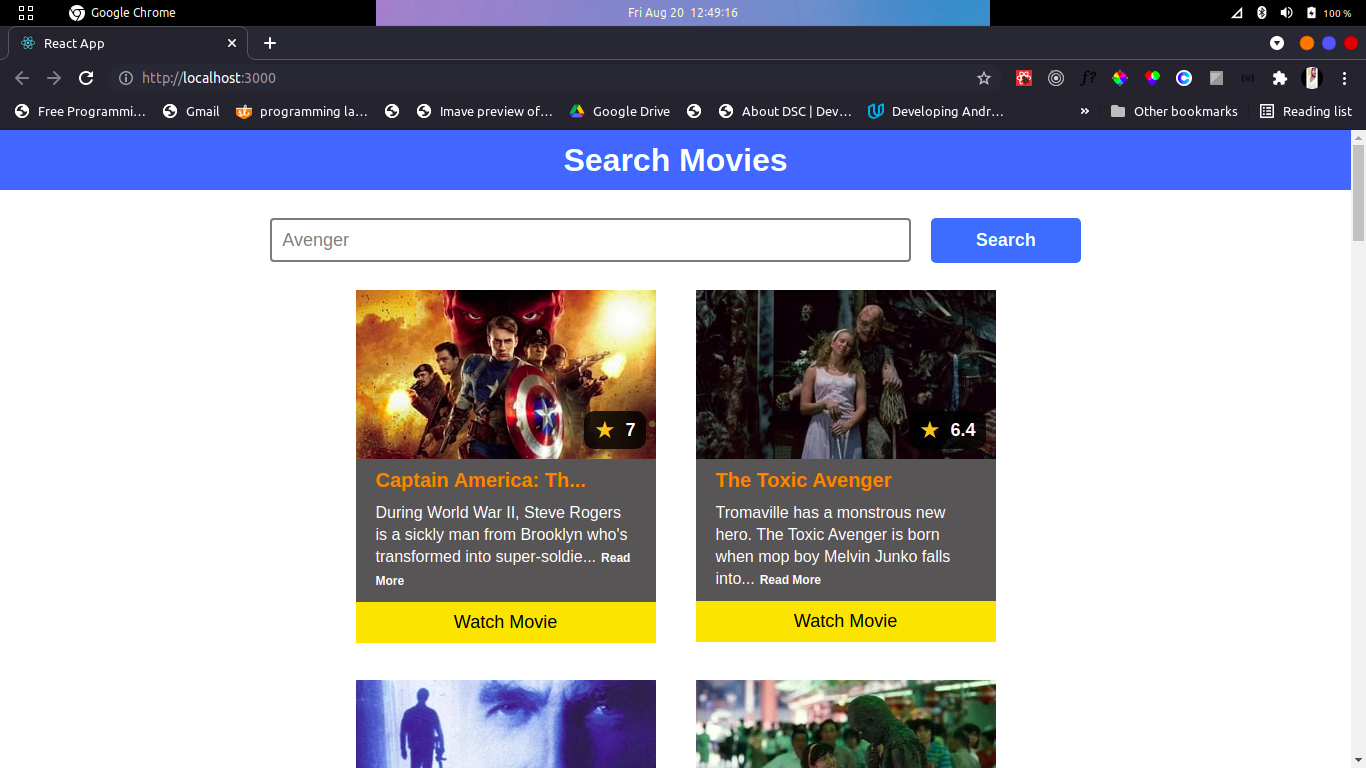 Google Chrome
Fri Aug 20 12:49:16
100 %
React App
http://localhost:3000
f?
Free Programmi...
Gmail
programming la...
Imave preview of...
Google Drive
About DSC | Dev...
Developing Andr...
»
Other bookmarks
Reading list
Search Movies
Avenger
Search
7
6.4
Captain America: Th...
During World War II, Steve Rogers
is a sickly man from Brooklyn who's
transformed into super-soldie... Read
More
Watch Movie
The Toxic Avenger
Tromaville has a monstrous new
hero. The Toxic Avenger is born
when mop boy Melvin Junko falls
into... Read More
Watch Movie